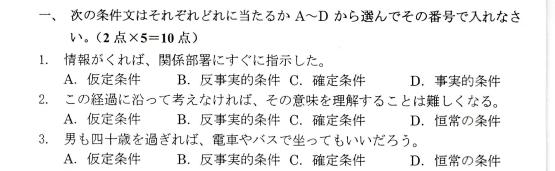 一、 次の条件文はそれぞれどれに当たるか A～D から選んでその番号で入れなさ
い。（2 点×5＝10 点）
1. 情報がくれば、関係部署にすぐに指示した。
A. 仮定条件 B. 反事実的条件 C. 確定条件 D. 事実的条件
2. この経過に沿って考えなければ、その意味を理解することは難しくなる。
A. 仮定条件 B. 反事実的条件 C. 確定条件 D. 恒常の条件
3. 男も四十歳を過ぎれば、電車やバスで坐ってもいいだろう。
A. 仮定条件 B. 反事実的条件 C. 確定条件 D. 恒常の条件